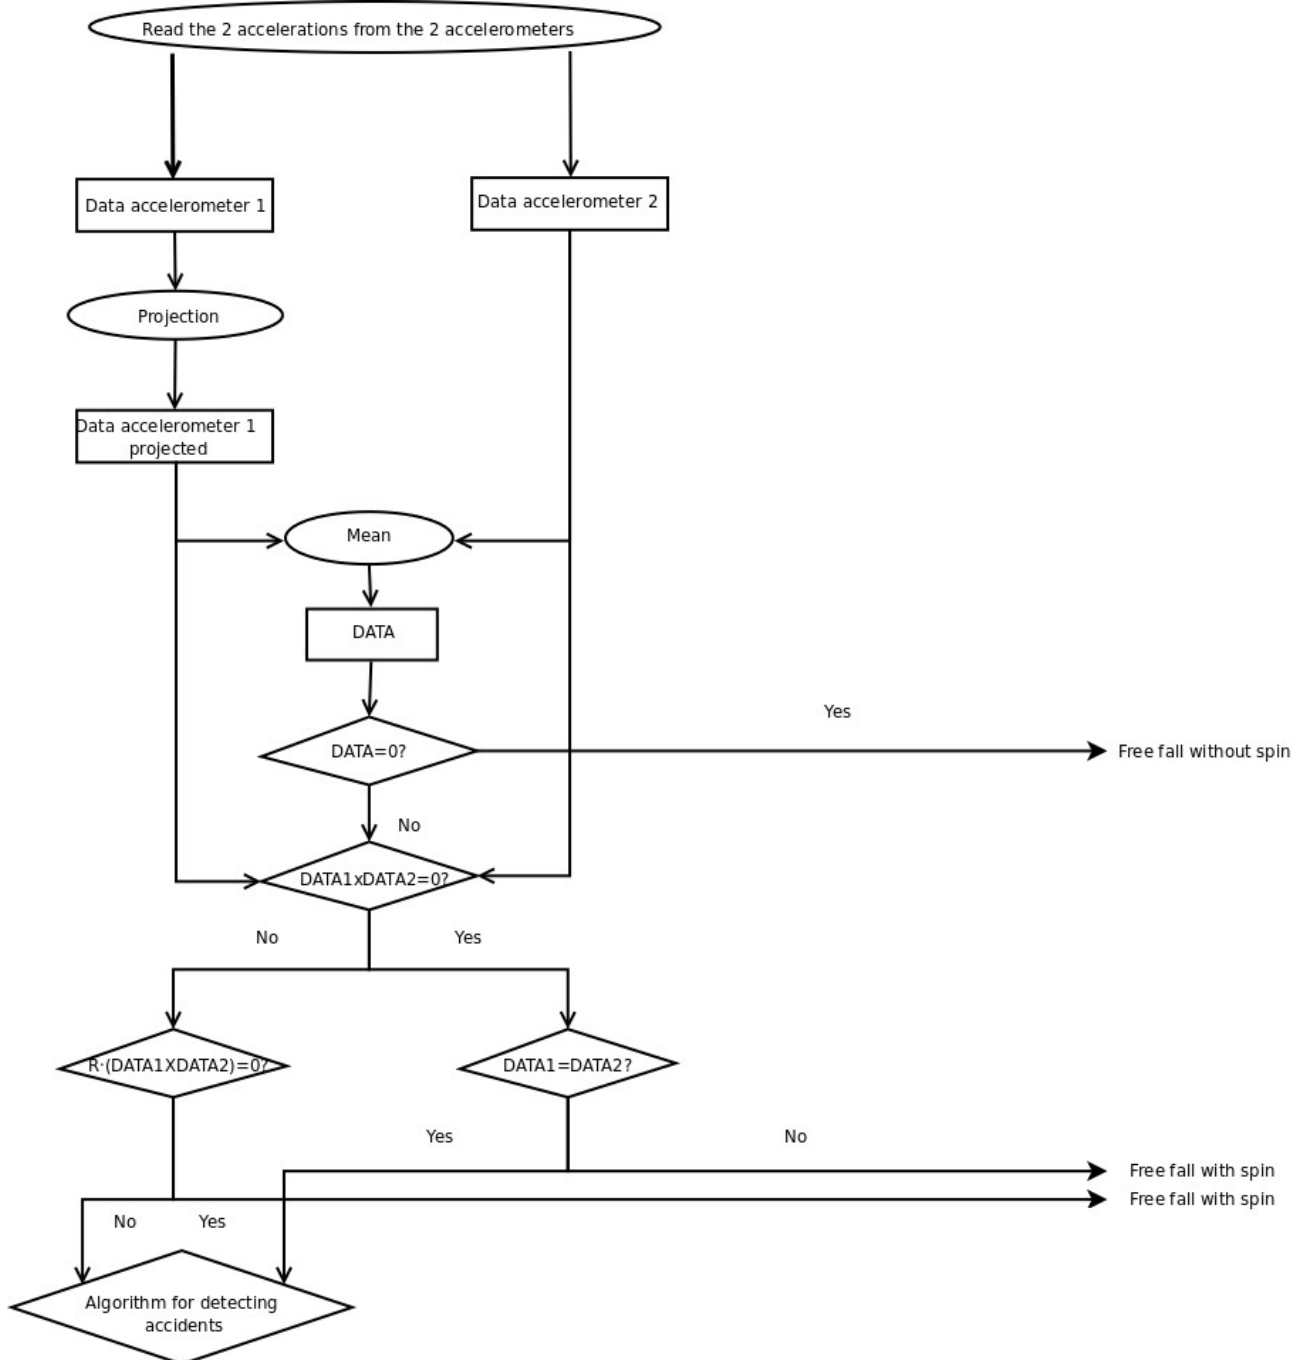 Read the 2 accelerations from the 2 accelerometers
Data accelerometer 1
Data accelerometer 2
Projection
Data accelerometer 1
projected
Mean
DATA
Yes
DATA=0?
Free fall without spin
No
DATA1xDATA2=0?
No
Yes
R·(DATA1XDATA2)=0?
DATA1=DATA2?
Yes
No
Free fall with spin
Free fall with spin
No
Yes
Algorithm for detecting
accidents